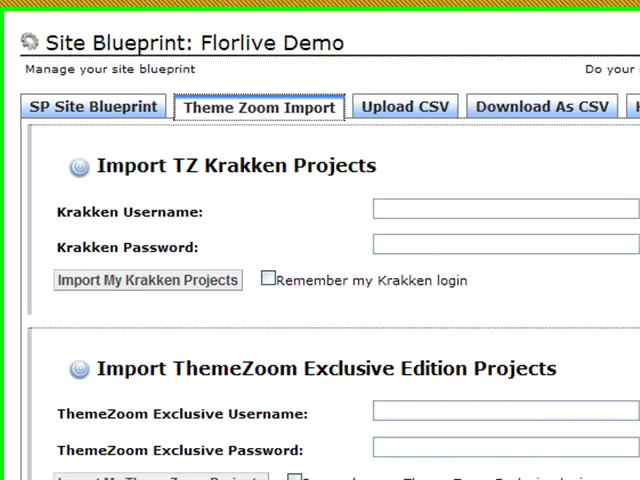 Site Blueprint: Florlive Demo
Manage your site blueprint
Do your
SP Site Blueprint
Theme Zoom Import
Upload CSV
Download As CSV
Import TZ Krakken Projects
Krakken Username:
Krakken Password:
Import My Krakken Projects
Remember my Krakken login
Import ThemeZoom Exclusive Edition Projects
ThemeZoom Exclusive Username:
ThemeZoom Exclusive Password: